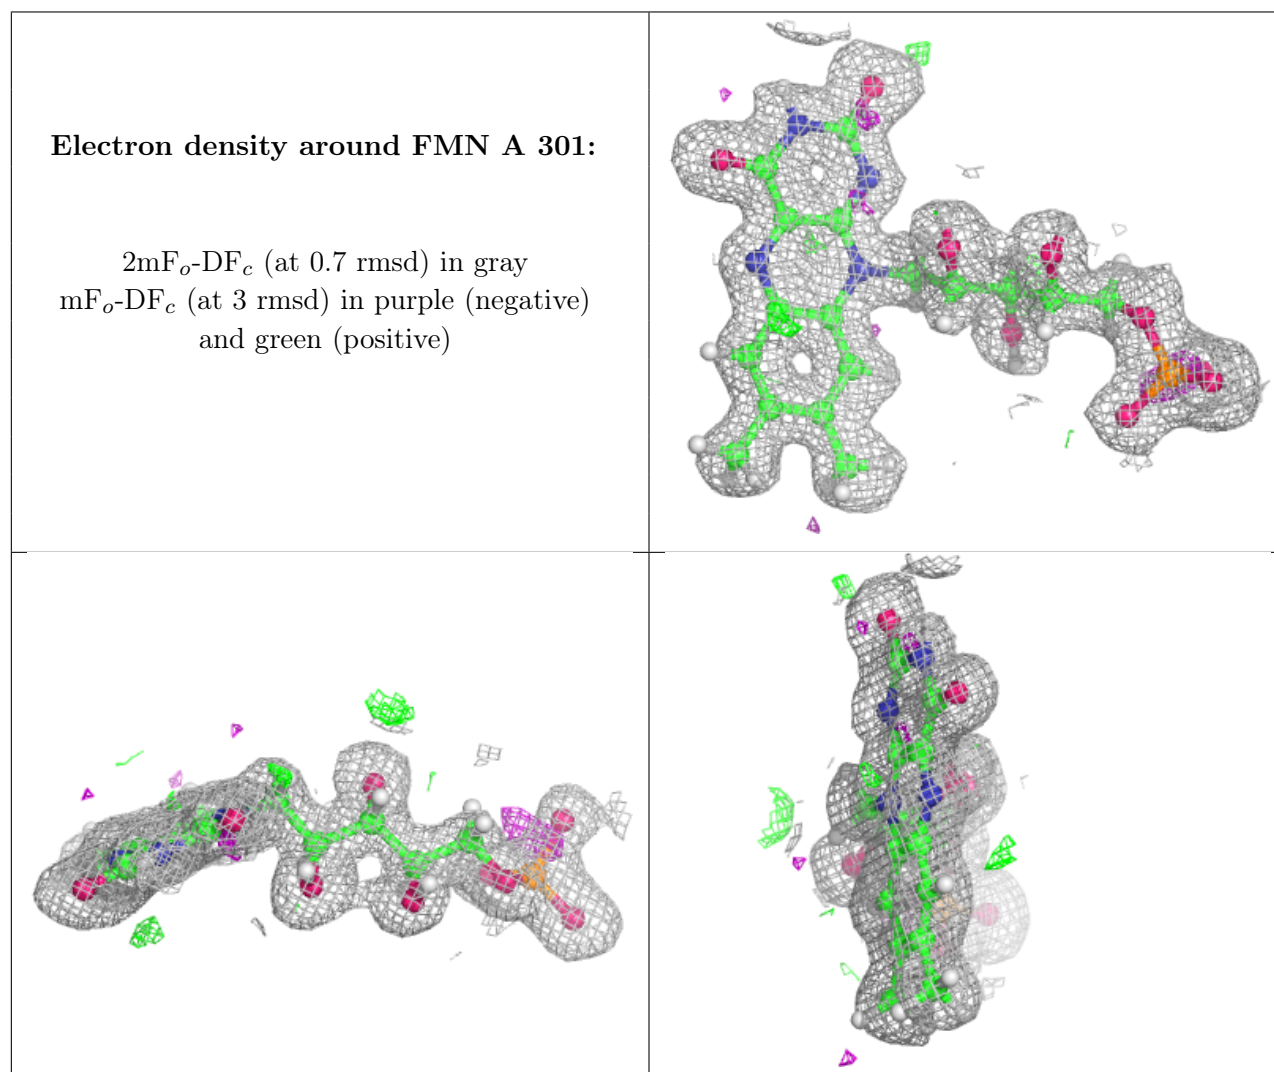 Electron density around FMN A 301:
2mFo-DFc (at 0.7 rmsd) in gray
mFo-DFc (at 3 rmsd) in purple (negative)
and green (positive)